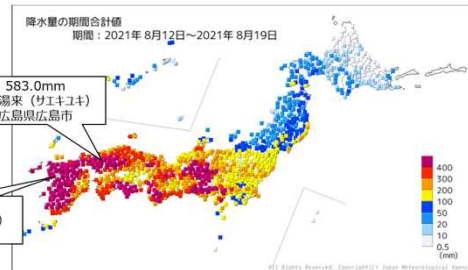 降水量の期間合計値
期間：2021年 8月12日～2021年 8月19日
583.0mm
湯来（サエキユキ）
広島県広島市
400
300
200
100
50
20
10
0.5
(mm)
All Rights Reserved. Copyright(C) Japan Meteorological Agency